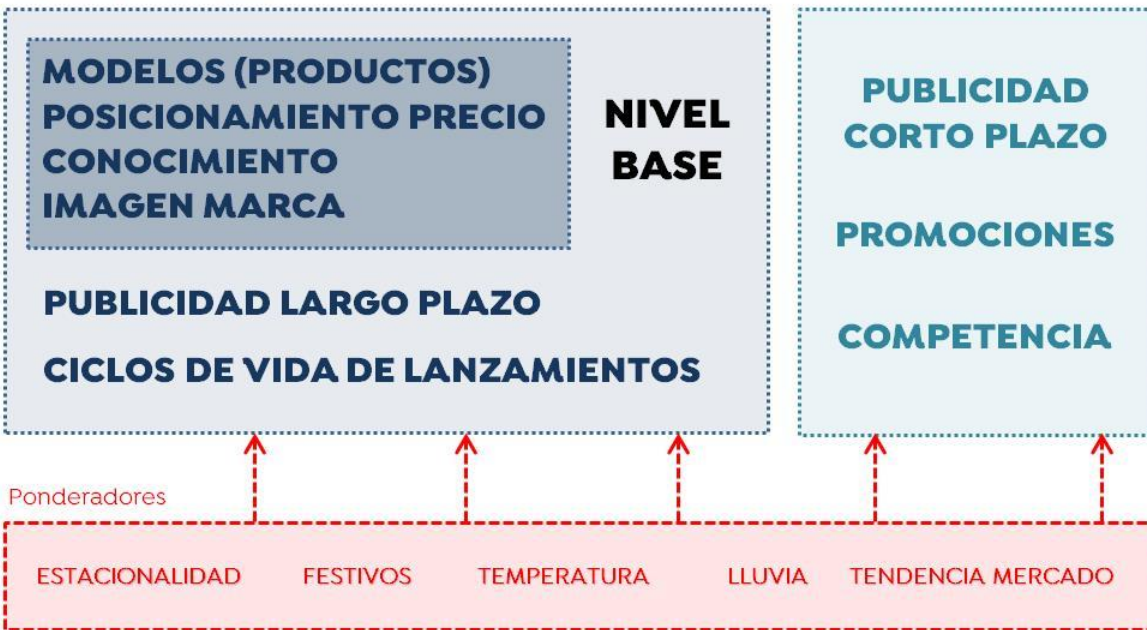 MODELOS (PRODUCTOS)
POSICIONAMIENTO PRECIO
CONOCIMIENTO
IMAGEN MARCA
NIVEL
BASE
PUBLICIDAD LARGO PLAZO
CICLOS DE VIDA DE LANZAMIENTOS
PUBLICIDAD
CORTO PLAZO
PROMOCIONES
COMPETENCIA
Ponderadores
ESTACIONALIDAD FESTIVOS TEMPERATURA LLUVIA TENDENCIA MERCADO